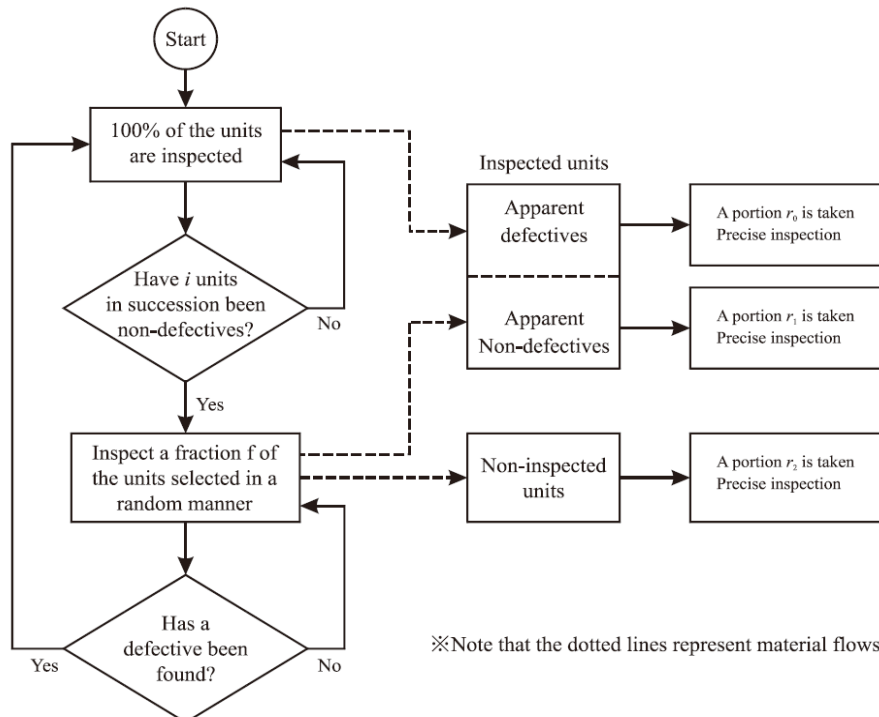 Start
100% of the units
are inspected
Have i units
in succession been
non-defectives?
No
Yes
Inspect a fraction f of
the units selected in a
random manner
Has a
defective been
found?
Yes
No
Inspected units
Apparent
defectives
Apparent
Non-defectives
Non-inspected
units
A portion r₀ is taken
Precise inspection
A portion r₁ is taken
Precise inspection
A portion r₂ is taken
Precise inspection
※Note that the dotted lines represent material flows